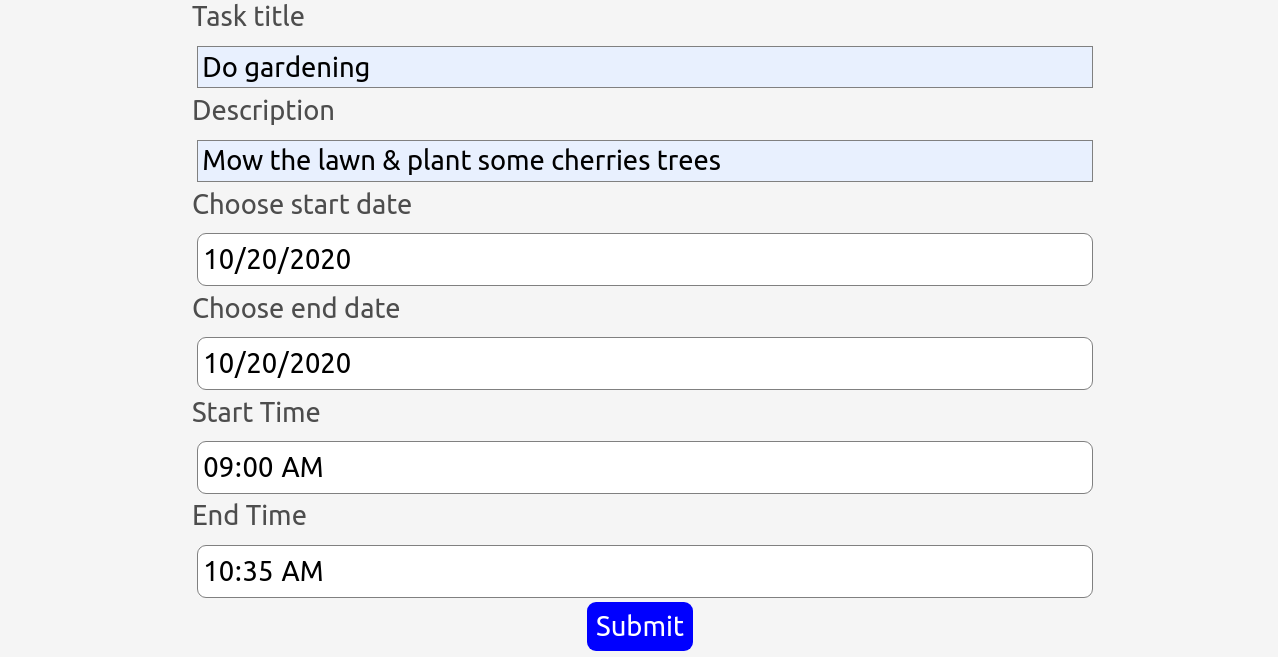 Task title
Do gardening
Description
Mow the lawn & plant some cherries trees
Choose start date
10/20/2020
Choose end date
10/20/2020
Start Time
09:00 AM
End Time
10:35 AM
Submit